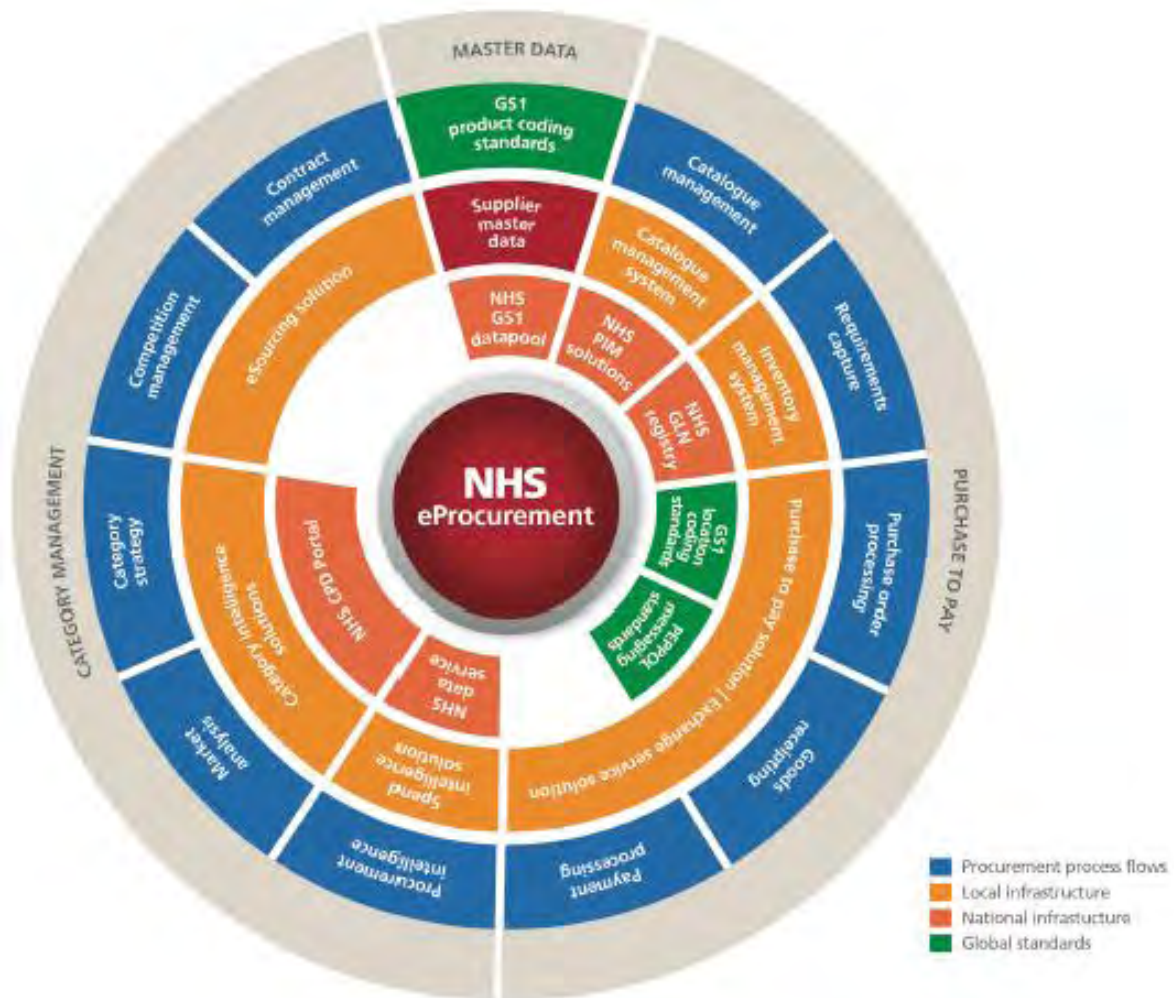 MASTER DATA
GS1
product coding
standards
Supplier
master
data
NHS
GS1
datapool
Catalogue
management
Catalogue
management
system
NHS
PIM
solutions
Requirements
capture
Inventory
management
system
NHS
GLN
registry
PURCHASE TO PAY
Purchase order
processing
Goods
receipting
Payment
processing
Purchase to pay solution | Exchange service solution
GS1
location
coding
standards
PEPPOL
messaging
standards
NHS
eProcurement
CATEGORY MANAGEMENT
Contract
management
Competition
management
eSourcing solution
Category
strategy
Market
analysis
Procurement
intelligence
Category intelligence
solutions
Spend
intelligence
solution
NHS CPD Portal
NHS
data
service
Procurement process flows
Local infrastructure
National infrastucture
Global standards